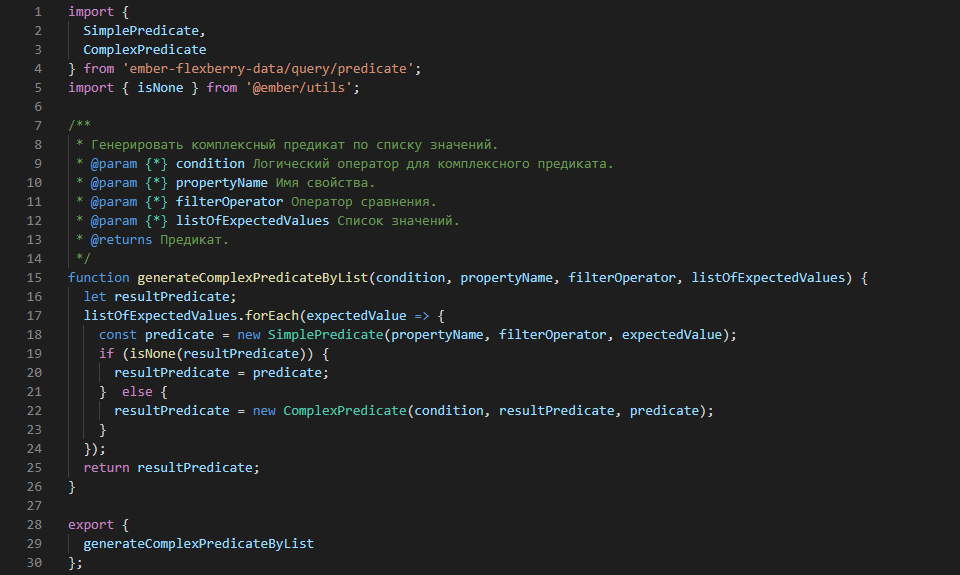 1 import {
2   SimplePredicate,
3   ComplexPredicate
4 } from 'ember-flexberry-data/query/predicate';
5 import { isNone } from '@ember/utils';
6
7 /**
8  * Генерировать комплексный предикат по списку значений.
9  * @param {*} condition Логический оператор для комплексного предиката.
10  * @param {*} propertyName Имя свойства.
11  * @param {*} filterOperator Оператор сравнения.
12  * @param {*} listOfExpectedValues Список значений.
13  * @returns Предикат.
14  */
15 function generateComplexPredicateByList(condition, propertyName, filterOperator, listOfExpectedValues) {
16   let resultPredicate;
17   listOfExpectedValues.forEach(expectedValue => {
18     const predicate = new SimplePredicate(propertyName, filterOperator, expectedValue);
19     if (isNone(resultPredicate)) {
20       resultPredicate = predicate;
21     }  else {
22       resultPredicate = new ComplexPredicate(condition, resultPredicate, predicate);
23     }
24   });
25   return resultPredicate;
26 }
27
28 export {
29   generateComplexPredicateByList
30 };